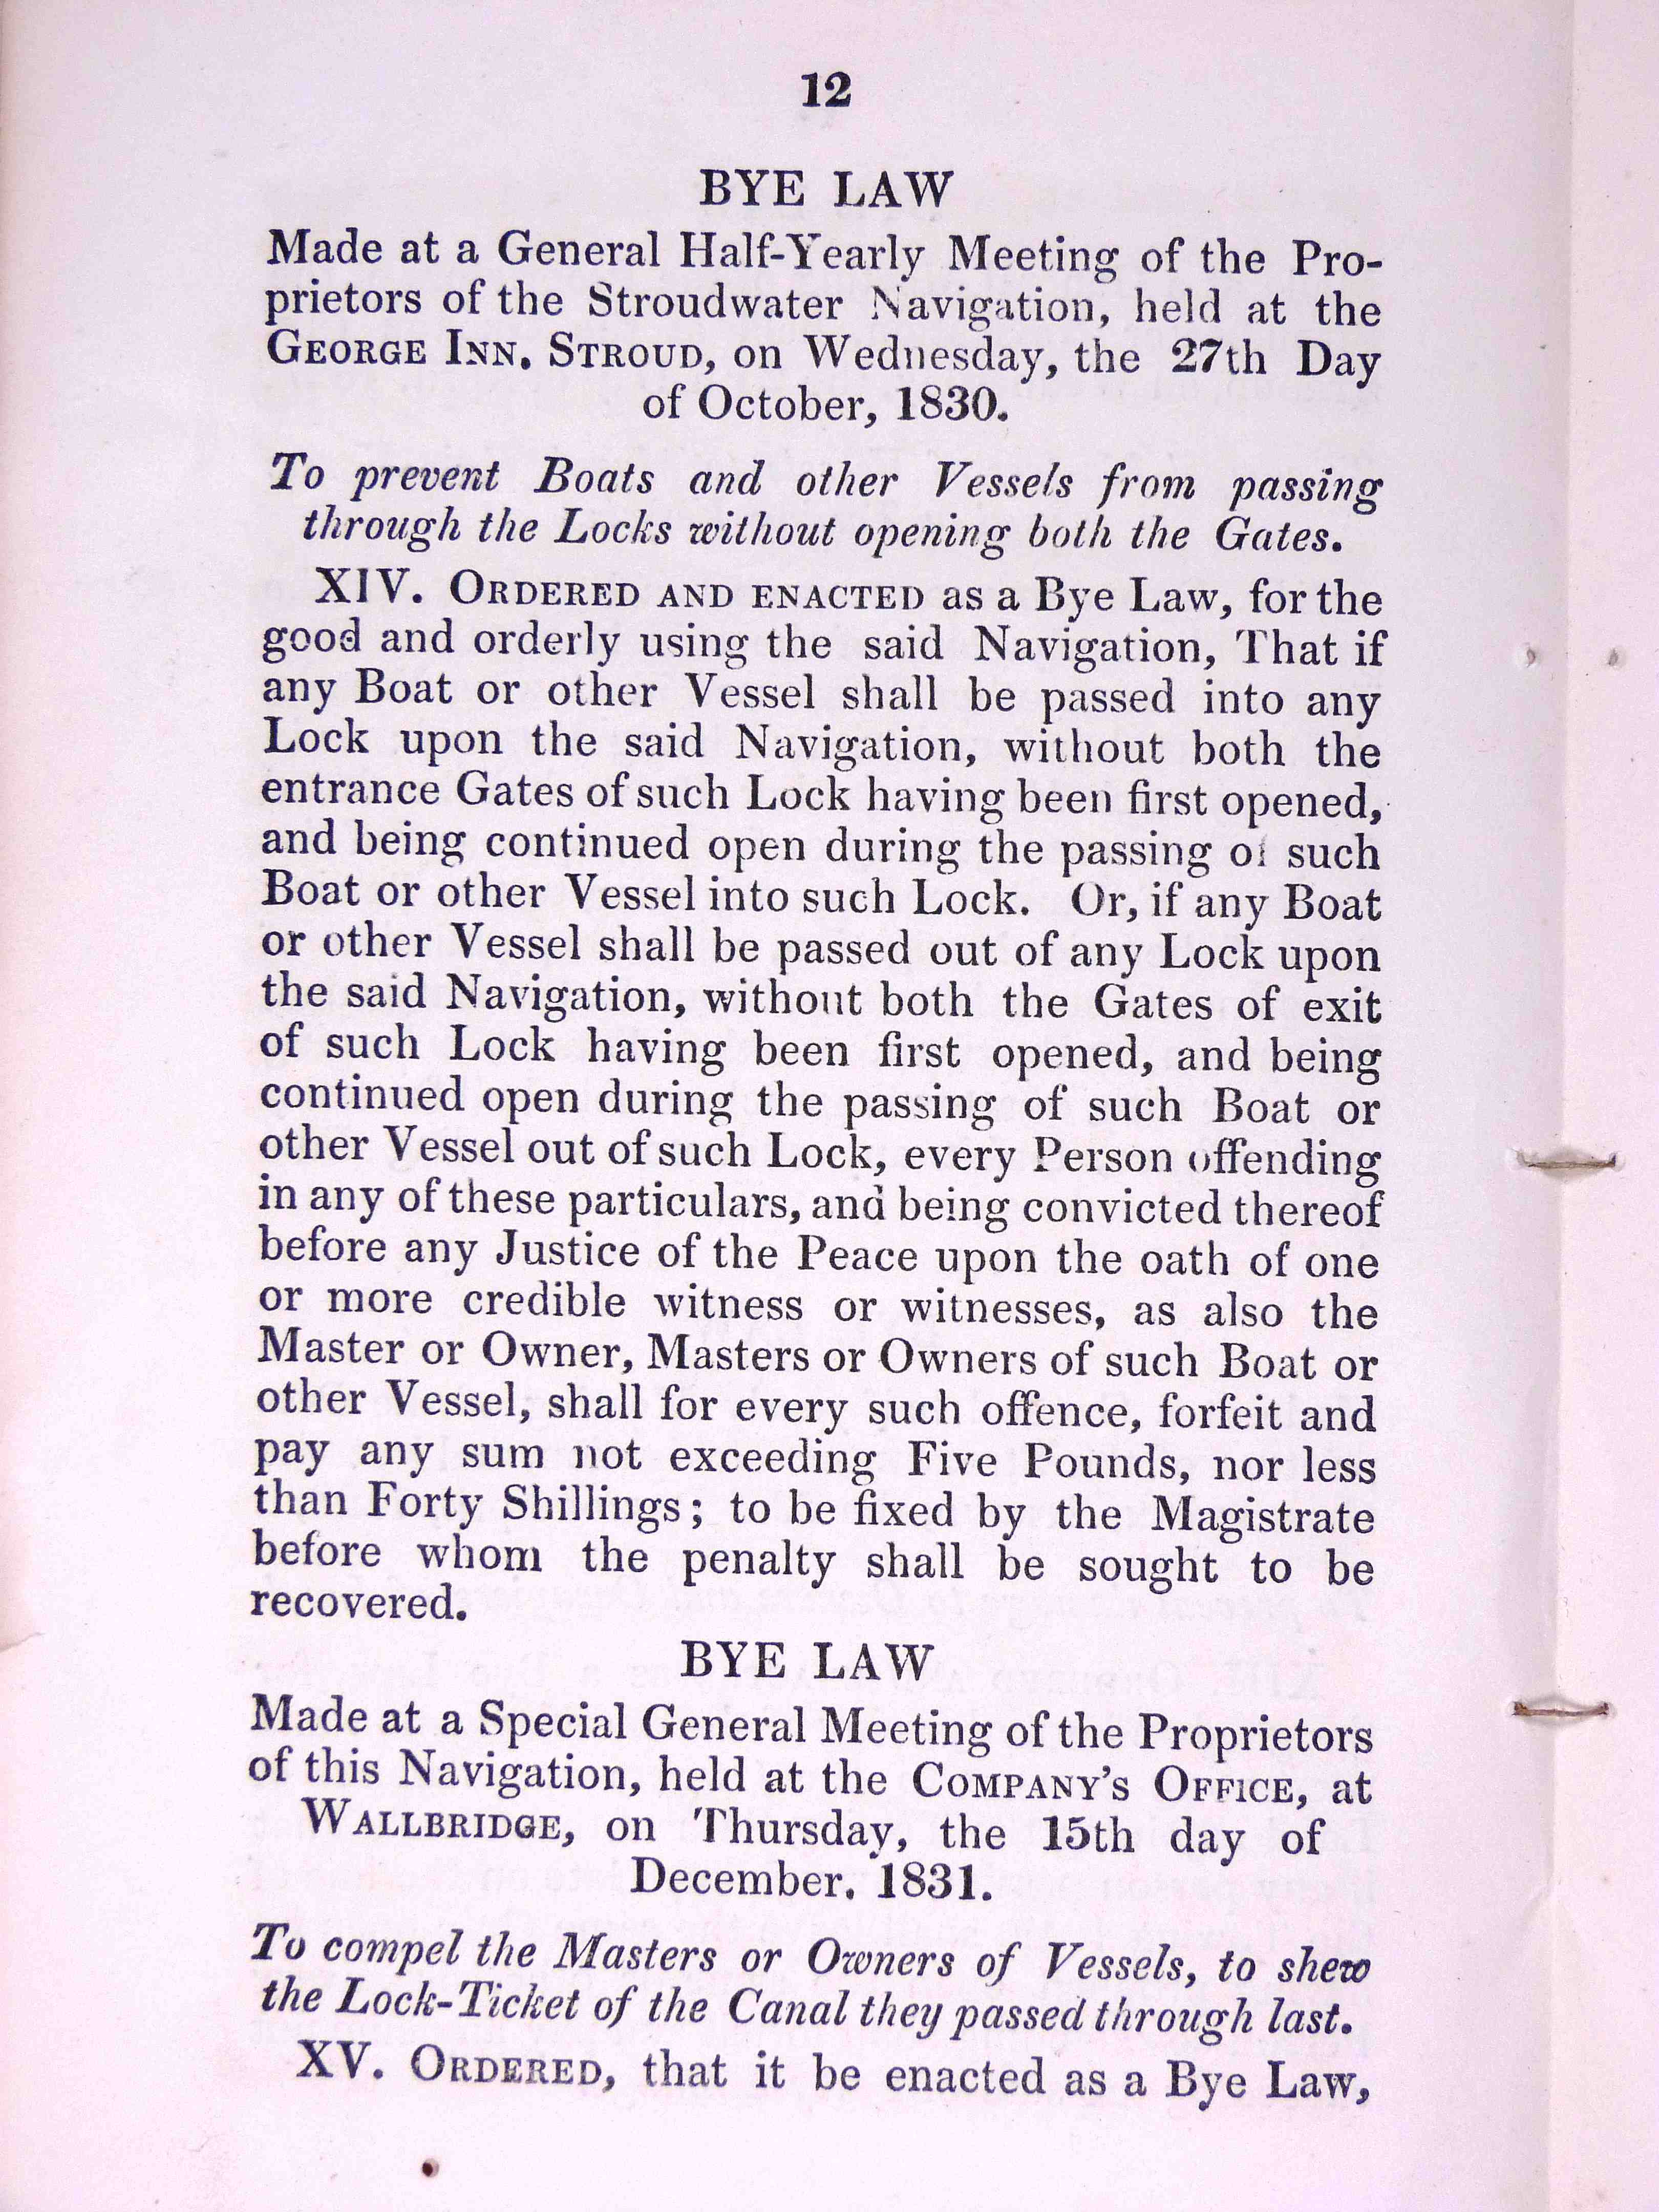 12
BYE LAW
Made at a General Half-Yearly Meeting of the Pro-
prietors of the Stroudwater Navigation, held at the
GEORGE INN. STROUD, on Wednesday, the 27th Day
of October, 1830.
To prevent Boats and other Vessels from passing
through the Locks without opening both the Gates.
XIV. ORDERED AND ENACTED as a Bye Law, for the
good and orderly using the said Navigation, That if
any Boat or other Vessel shall be passed into any
Lock upon the said Navigation, without both the
entrance Gates of such Lock having been first opened,
and being continued open during the passing of such
Boat or other Vessel into such Lock. Or, if any Boat
or other Vessel shall be passed out of any Lock upon
the said Navigation, without both the Gates of exit
of such Lock having been first opened, and being
continued open during the passing of such Boat or
other Vessel out of such Lock, every Person offending
in any of these particulars, and being convicted thereof
before any Justice of the Peace upon the oath of one
or more credible witness or witnesses, as also the
Master or Owner, Masters or Owners of such Boat or
other Vessel, shall for every such offence, forfeit and
pay any sum not exceeding Five Pounds, nor less
than Forty Shillings; to be fixed by the Magistrate
before whom the penalty shall be sought to be
recovered.
BYE LAW
Made at a Special General Meeting of the Proprietors
of this Navigation, held at the COMPANY'S OFFICE, at
WALLBRIDGE, on Thursday, the 15th day of
December. 1831.
To compel the Masters or Owners of Vessels, to shew
the Lock-Ticket of the Canal they passed through last.
XV. ORDERED, that it be enacted as a Bye Law,